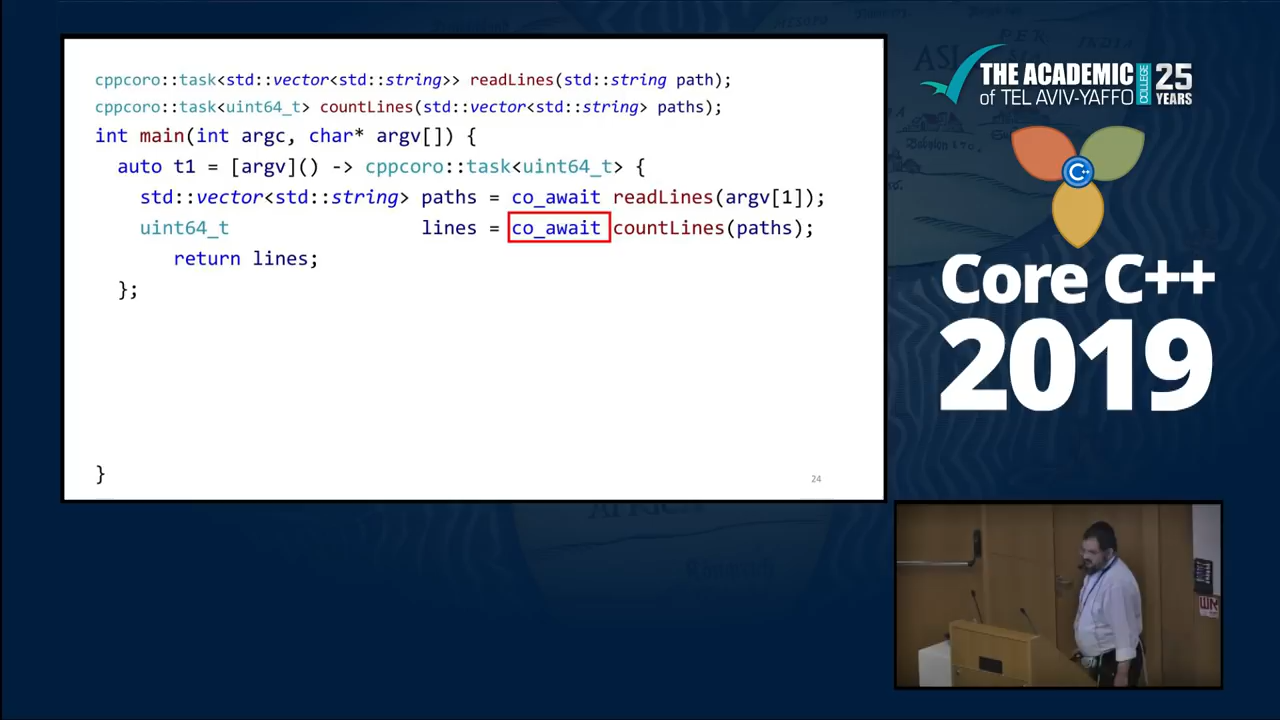 cppcoro::task<std::vector<std::string>> readLines(std::string path);
cppcoro::task<uint64_t> countLines(std::vector<std::string> paths);
int main(int argc, char* argv[]) {
auto t1 = [argv]() -> cppcoro::task<uint64_t> {
std::vector<std::string> paths = co_await readLines(argv[1]);
uint64_t lines = co_await countLines(paths);
return lines;
};
}
24
THE ACADEMIC
of TEL AVIV-YAFFO
COLLEGE
25
YEARS
C++
Core C++
2019